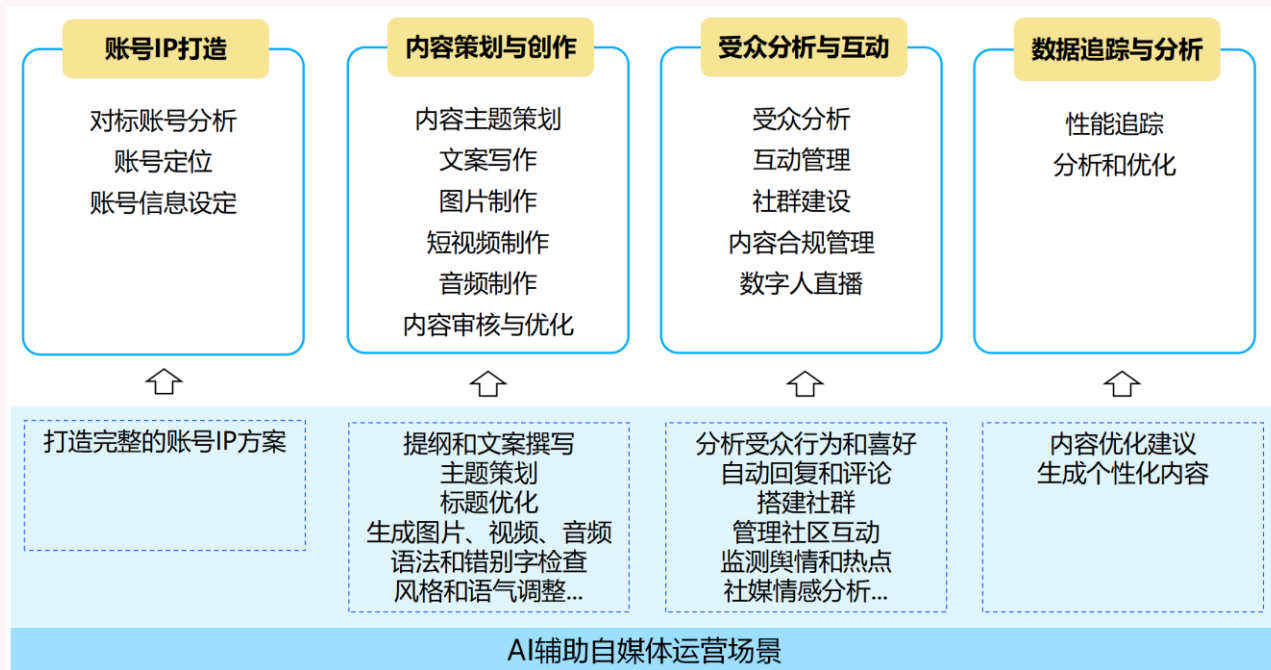 账号IP打造
对标账号分析
账号定位
账号信息设定
内容策划与创作
内容主题策划
文案写作
图片制作
短视频制作
音频制作
内容审核与优化
受众分析与互动
受众分析
互动管理
社群建设
内容合规管理
数字人直播
数据追踪与分析
性能追踪
分析和优化
打造完整的账号IP方案
提纲和文案撰写
主题策划
标题优化
生成图片、视频、音频
语法和错别字检查
风格和语气调整...
分析受众行为和喜好
自动回复和评论
搭建社群
管理社区互动
监测舆情和热点
社媒情感分析...
内容优化建议
生成个性化内容
AI辅助自媒体运营场景